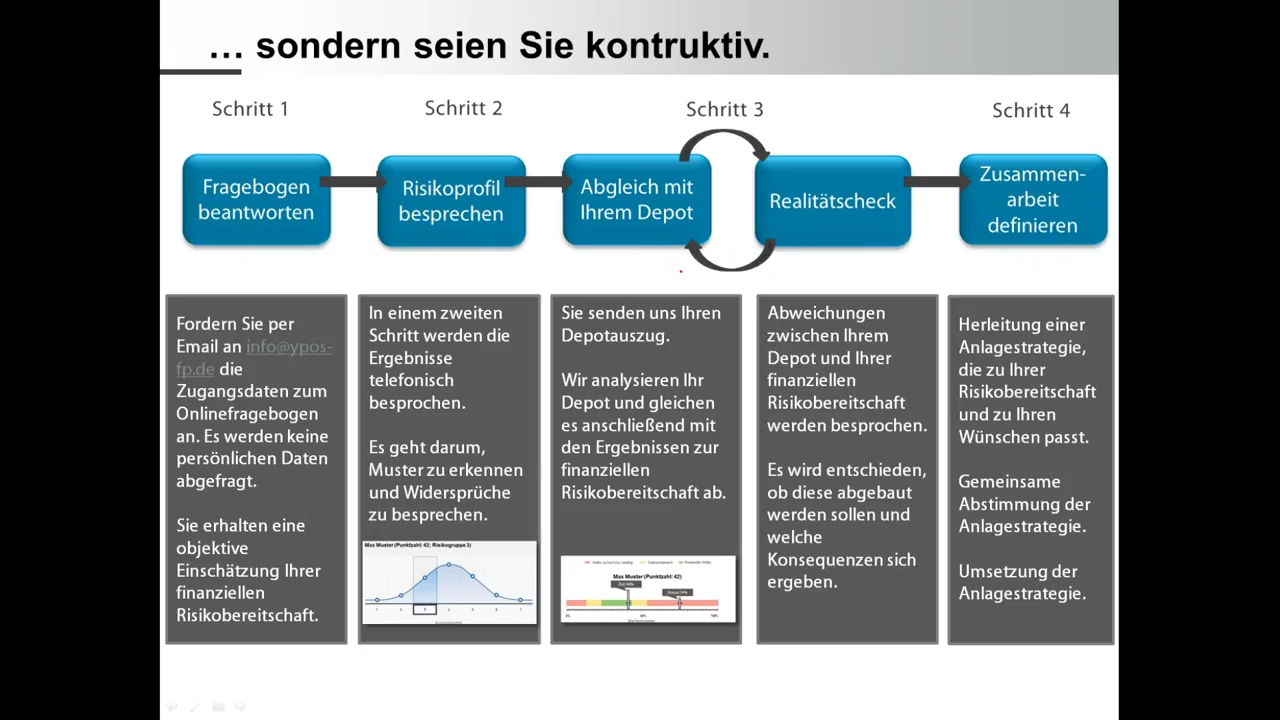 … sondern seien Sie kontruktiv.
Schritt 1
Schritt 2
Schritt 3
Schritt 4
Fragebogen
beantworten
Risikoprofil
besprechen
Abgleich mit
Ihrem Depot
Realitätscheck
Zusammen-
arbeit
definieren
Fordern Sie per
Email an info@ypos-
fp.de die
Zugangsdaten zum
Onlinefragebogen
an. Es werden keine
persönlichen Daten
abgefragt.
Sie erhalten eine
objektive
Einschätzung Ihrer
finanziellen
Risikobereitschaft.
In einem zweiten
Schritt werden die
Ergebnisse
telefonisch
besprochen.
Es geht darum,
Muster zu erkennen
und Widersprüche
zu besprechen.
Max Muster (Punktzahl: 42; Risikogruppe 3)
Sie senden uns Ihren
Depotauszug.
Wir analysieren Ihr
Depot und gleichen
es anschließend mit
den Ergebnissen zur
finanziellen
Risikobereitschaft ab.
Max Muster (Punktzahl: 42)
Abweichungen
zwischen Ihrem
Depot und Ihrer
finanziellen
Risikobereitschaft
werden besprochen.
Es wird entschieden,
ob diese abgebaut
werden sollen und
welche
Konsequenzen sich
ergeben.
Herleitung einer
Anlagestrategie,
die zu Ihrer
Risikobereitschaft
und zu Ihren
Wünschen passt.
Gemeinsame
Abstimmung der
Anlagestrategie.
Umsetzung der
Anlagestrategie.